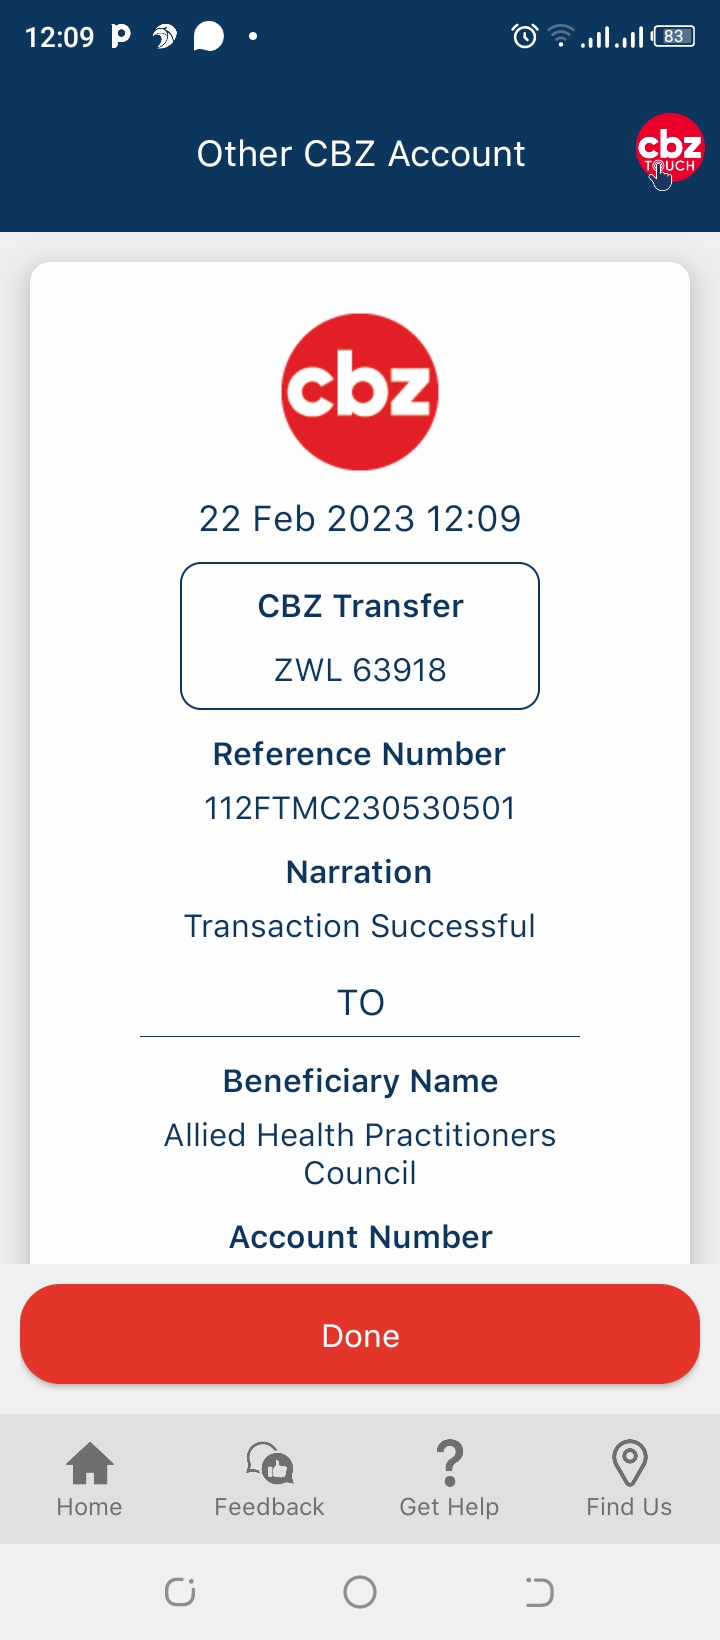 12:09
83
Other CBZ Account
cbz
TOUCH
cbz
22 Feb 2023 12:09
CBZ Transfer
ZWL 63918
Reference Number
112FTMC230530501
Narration
Transaction Successful
TO
Beneficiary Name
Allied Health Practitioners
Council
Account Number
Done
Home
Feedback
Get Help
Find Us